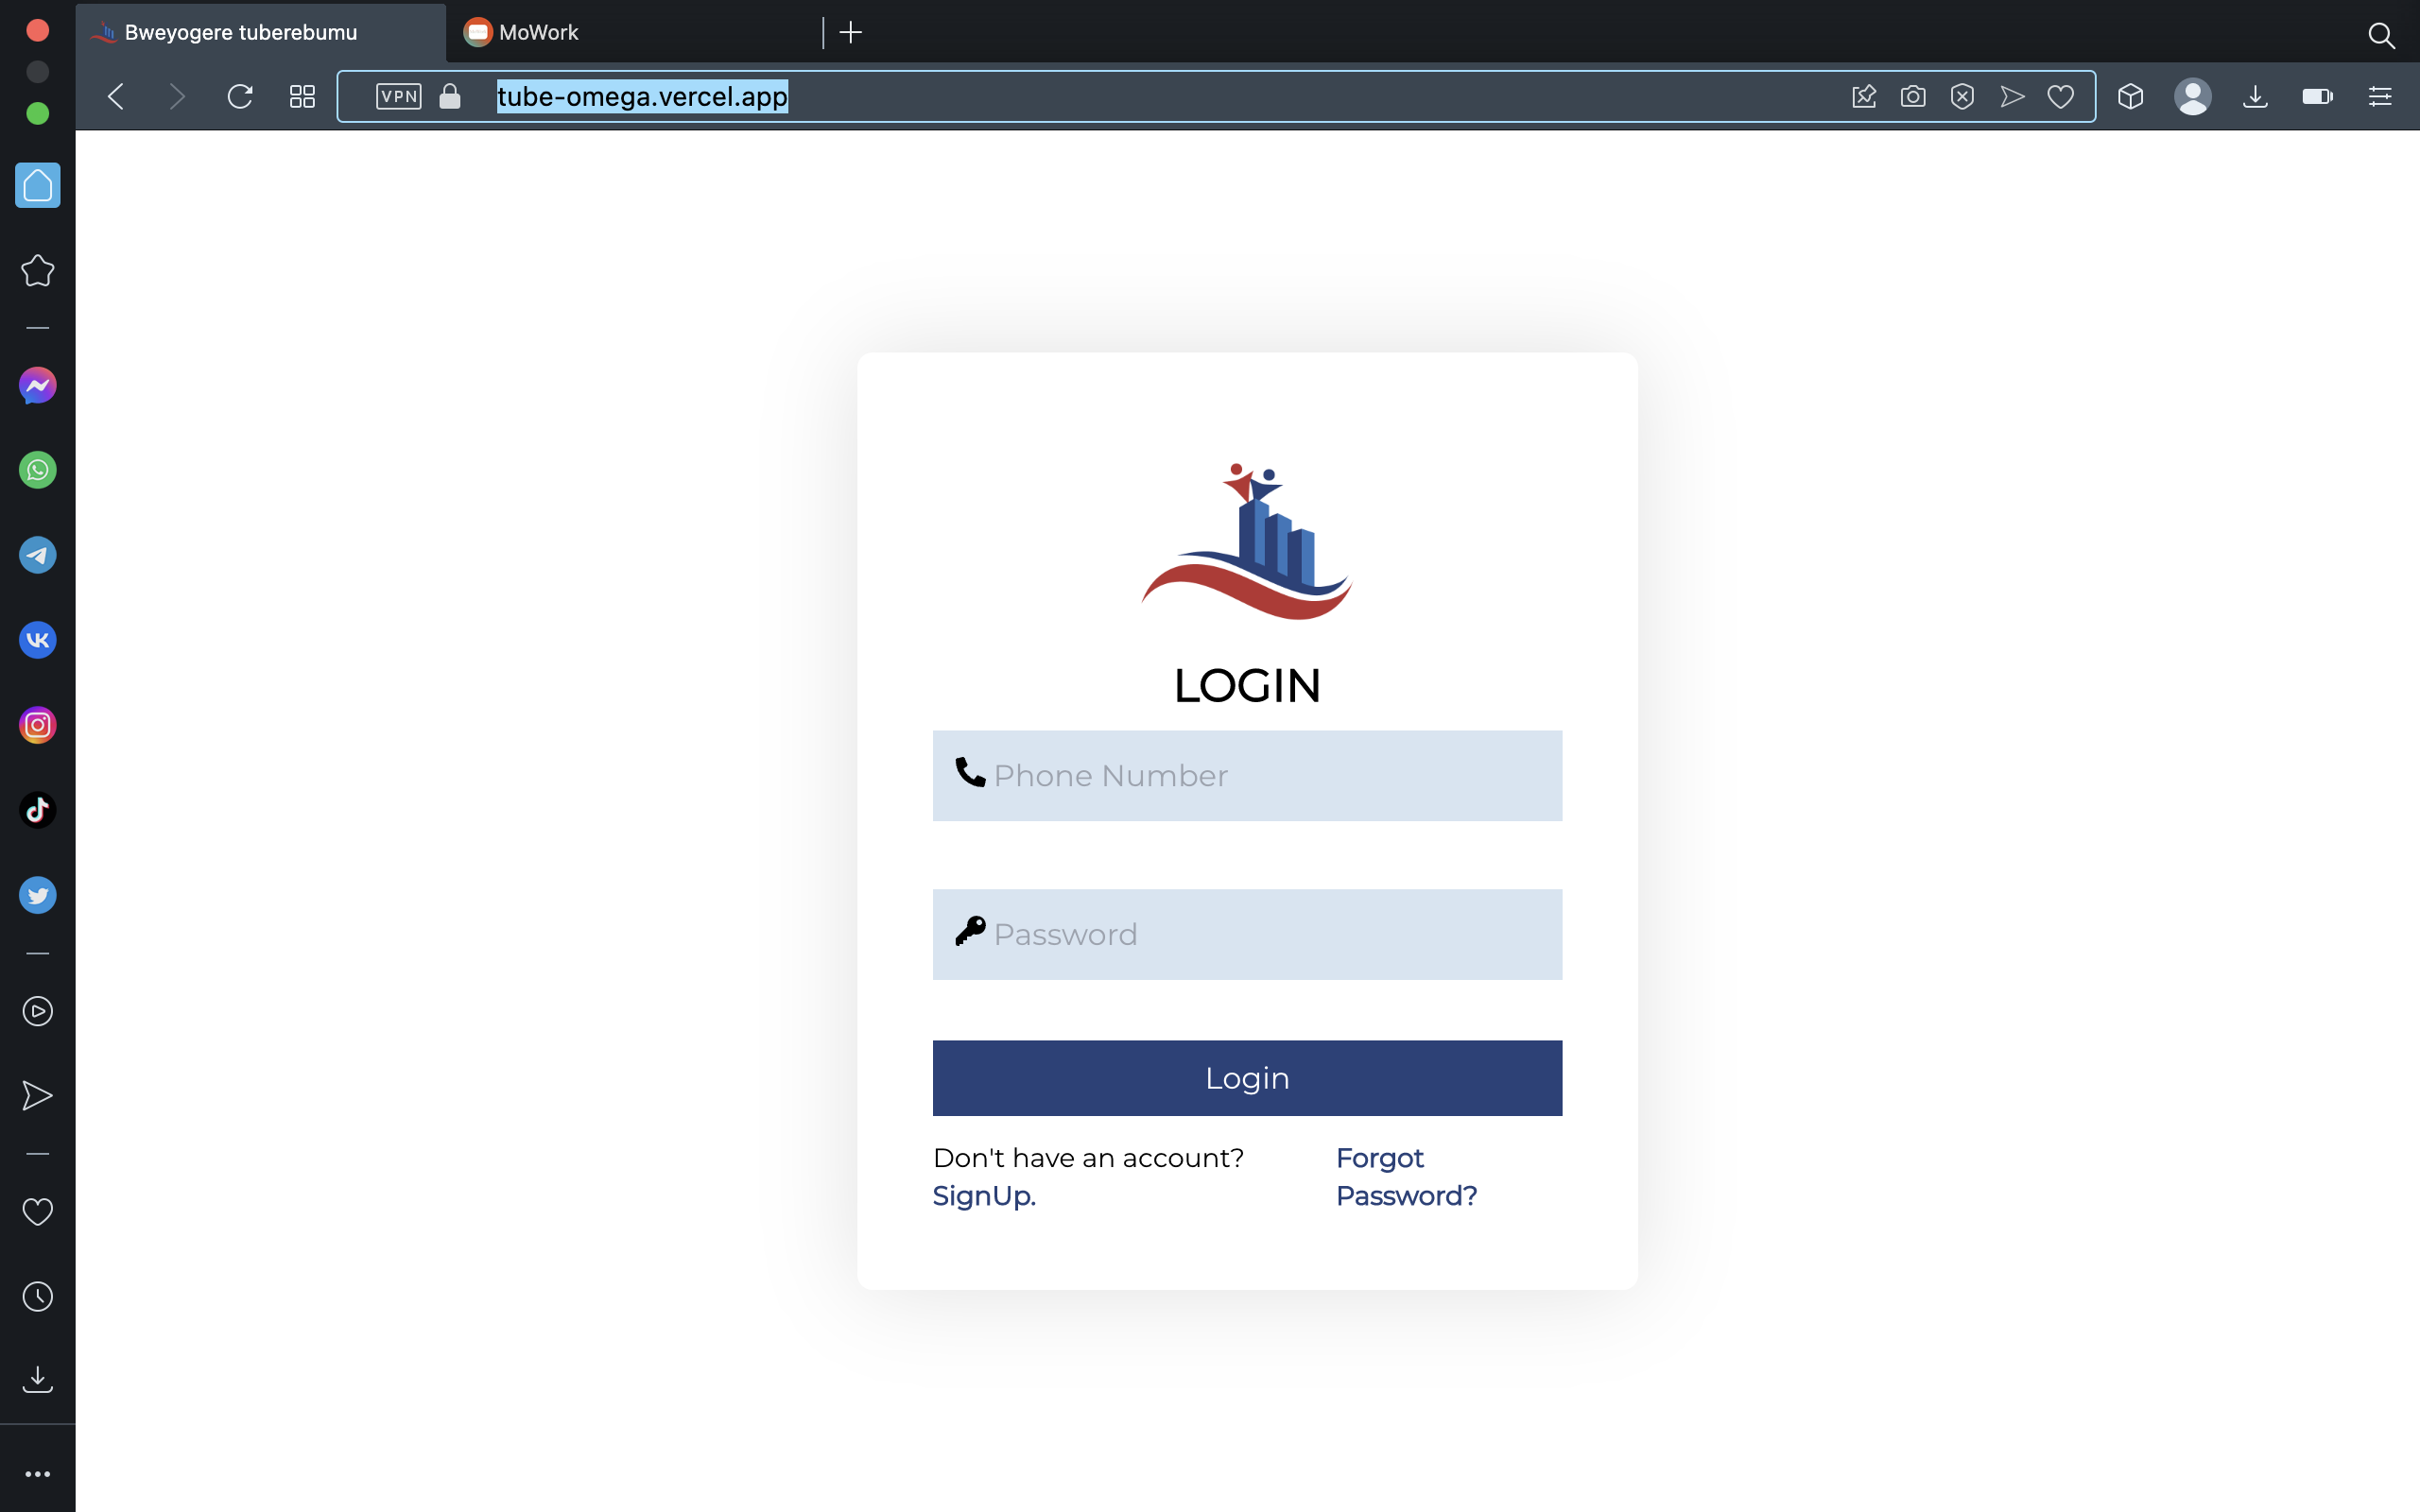 Bweyogere tuberebumu
MoWork
VPN
tube-omega.vercel.app
LOGIN
Phone Number
Password
Login
Don't have an account?
SignUp.
Forgot
Password?